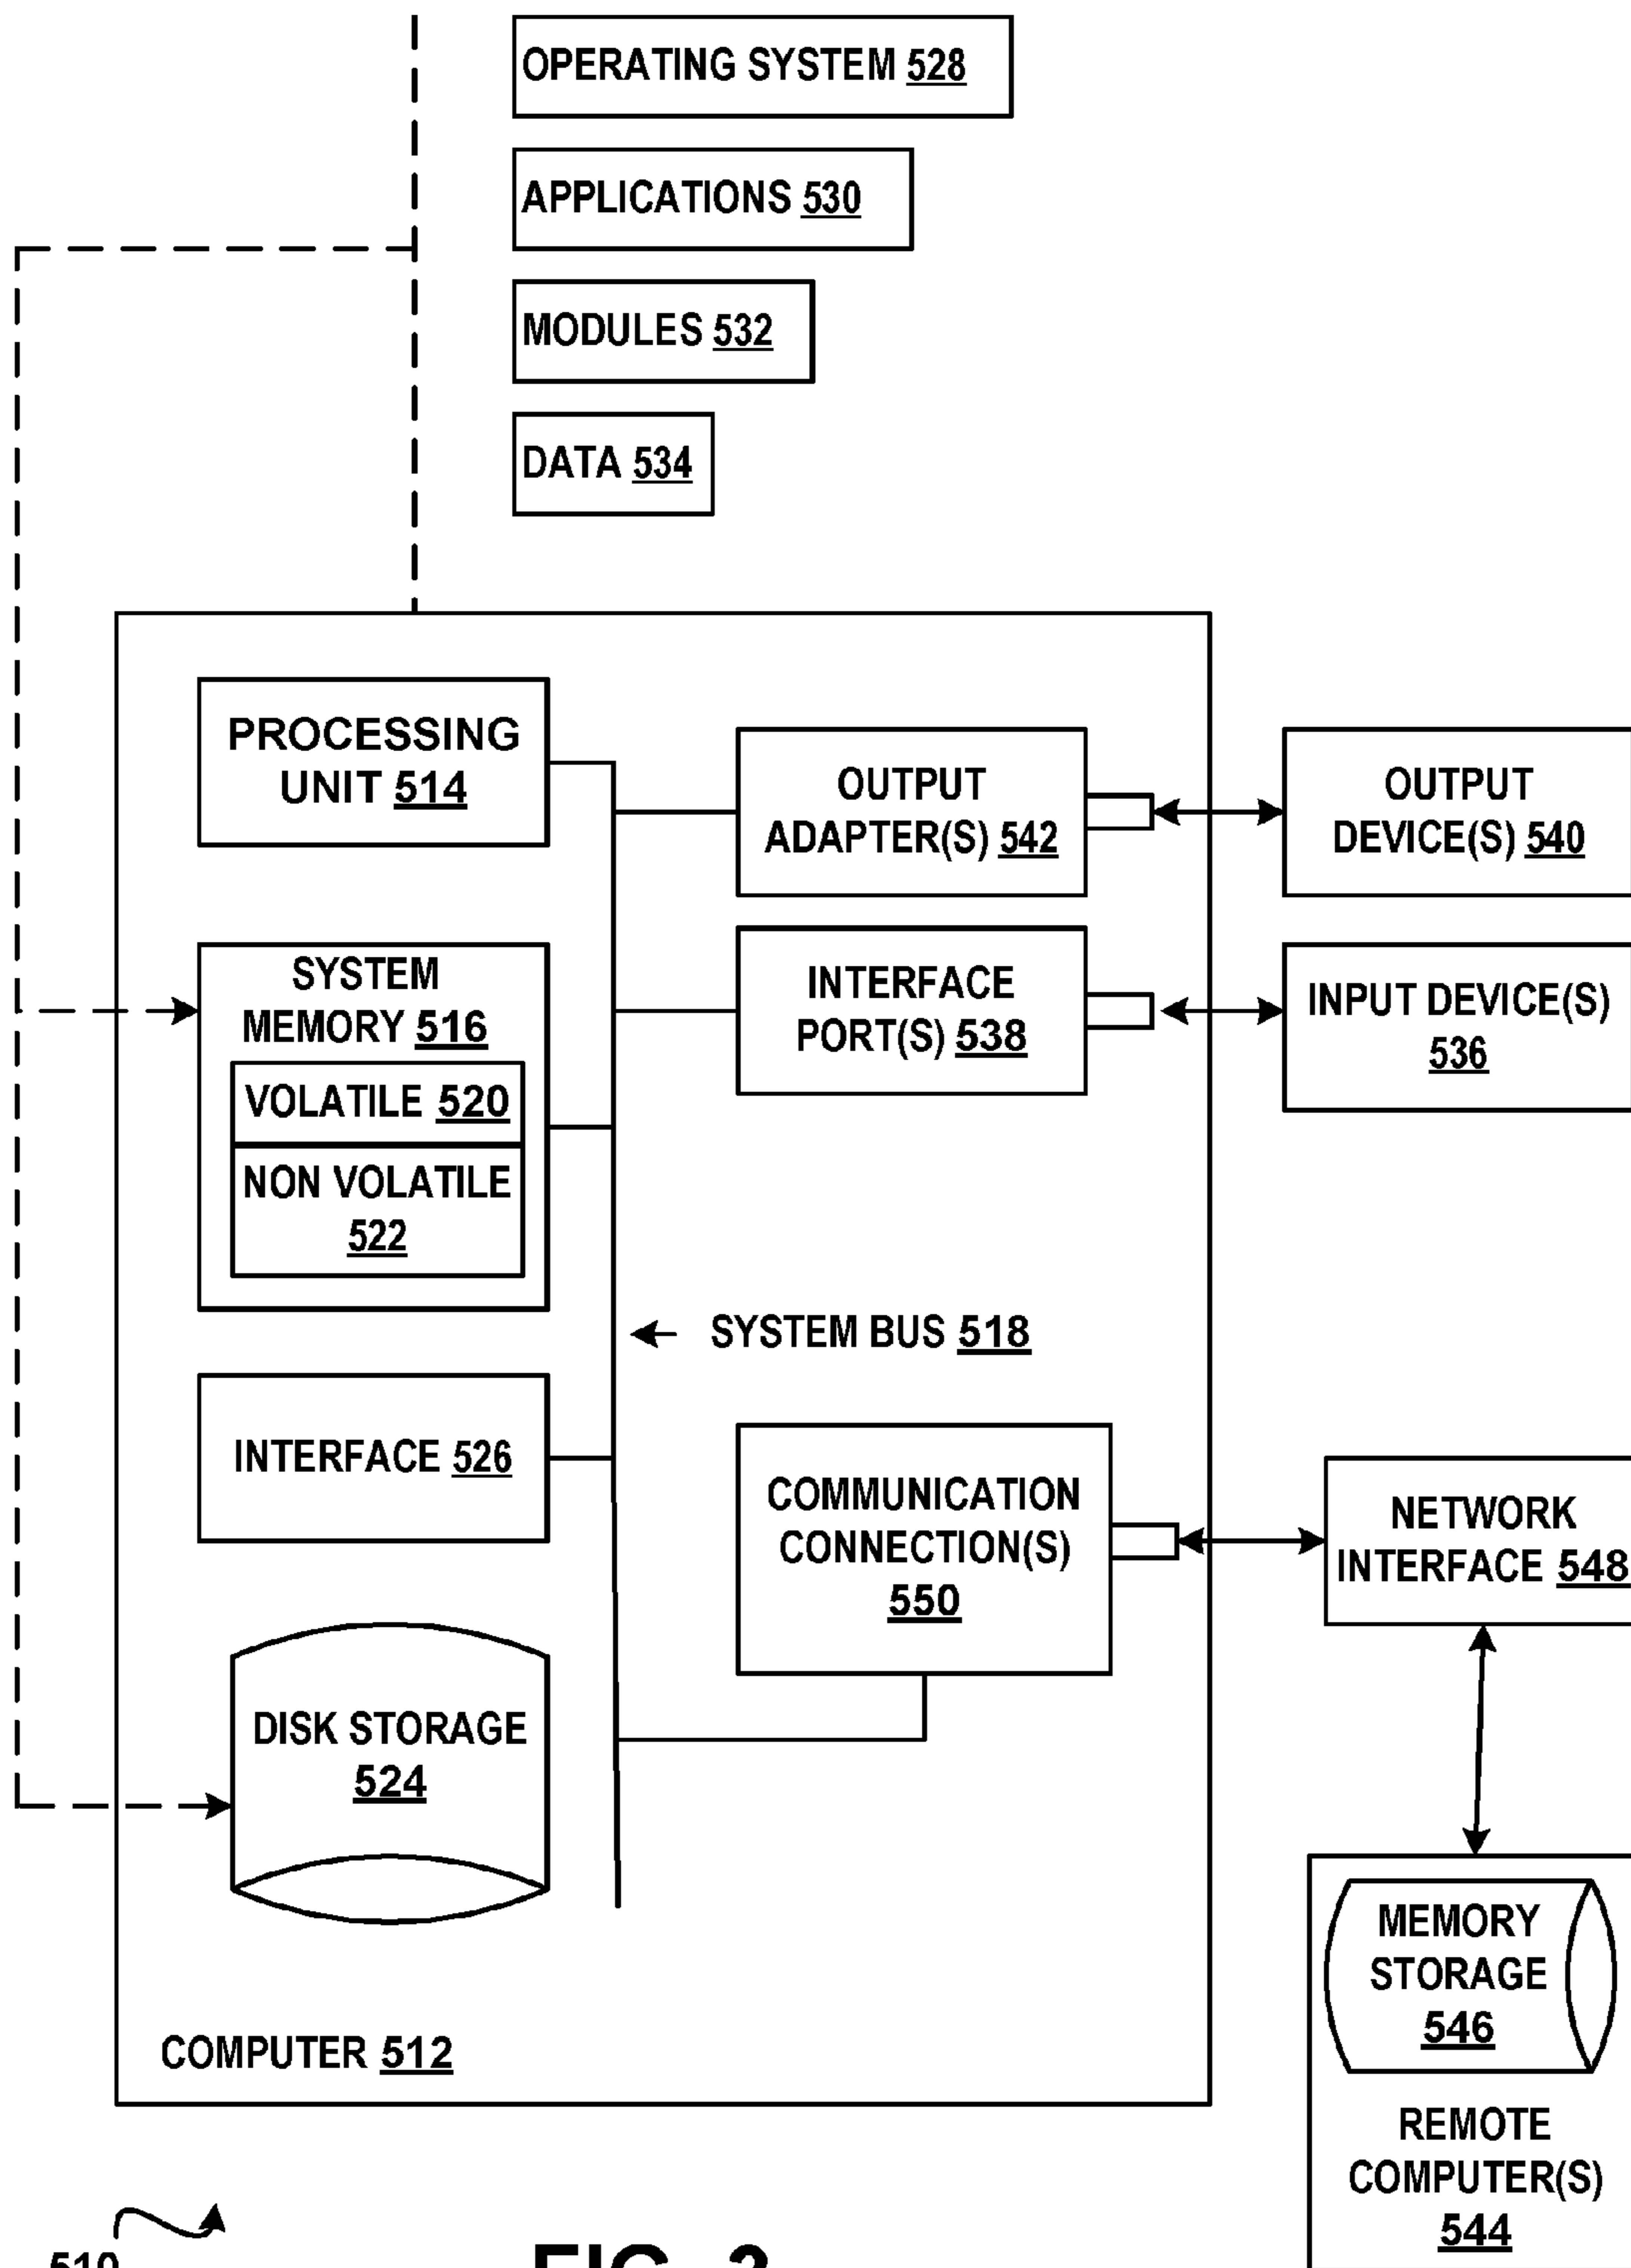 OPERATING SYSTEM 528
APPLICATIONS 530
MODULES 532
DATA 534
PROCESSING
UNIT 514
OUTPUT
ADAPTER(S) 542
OUTPUT
DEVICE(S) 540
SYSTEM
MEMORY 516
VOLATILE 520
NON VOLATILE
522
INTERFACE
PORT(S) 538
INPUT DEVICE(S)
536
SYSTEM BUS 518
INTERFACE 526
COMMUNICATION
CONNECTION(S)
550
NETWORK
INTERFACE 548
DISK STORAGE
524
MEMORY
STORAGE
546
REMOTE
COMPUTER(S)
544
COMPUTER 512
510
FIG.